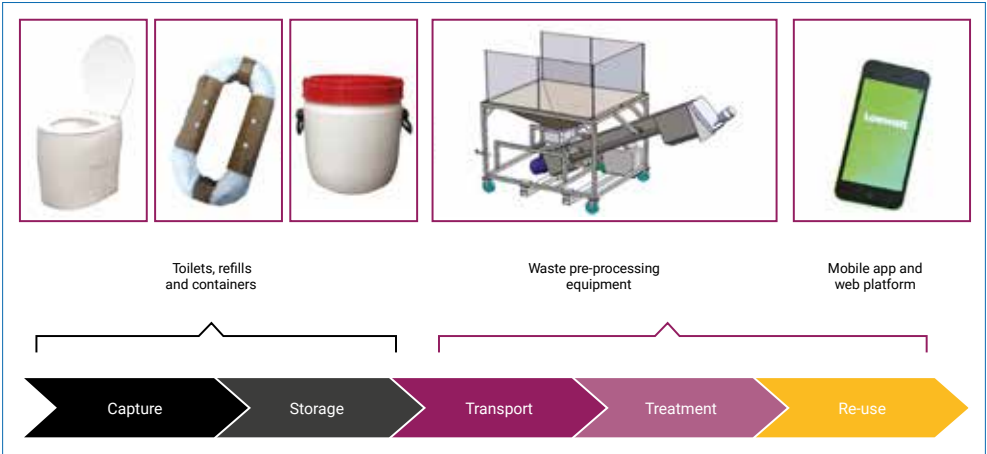 Loowatt
Toilets, refills
and containers
Waste pre-processing
equipment
Mobile app and
web platform
Capture
Storage
Transport
Treatment
Re-use